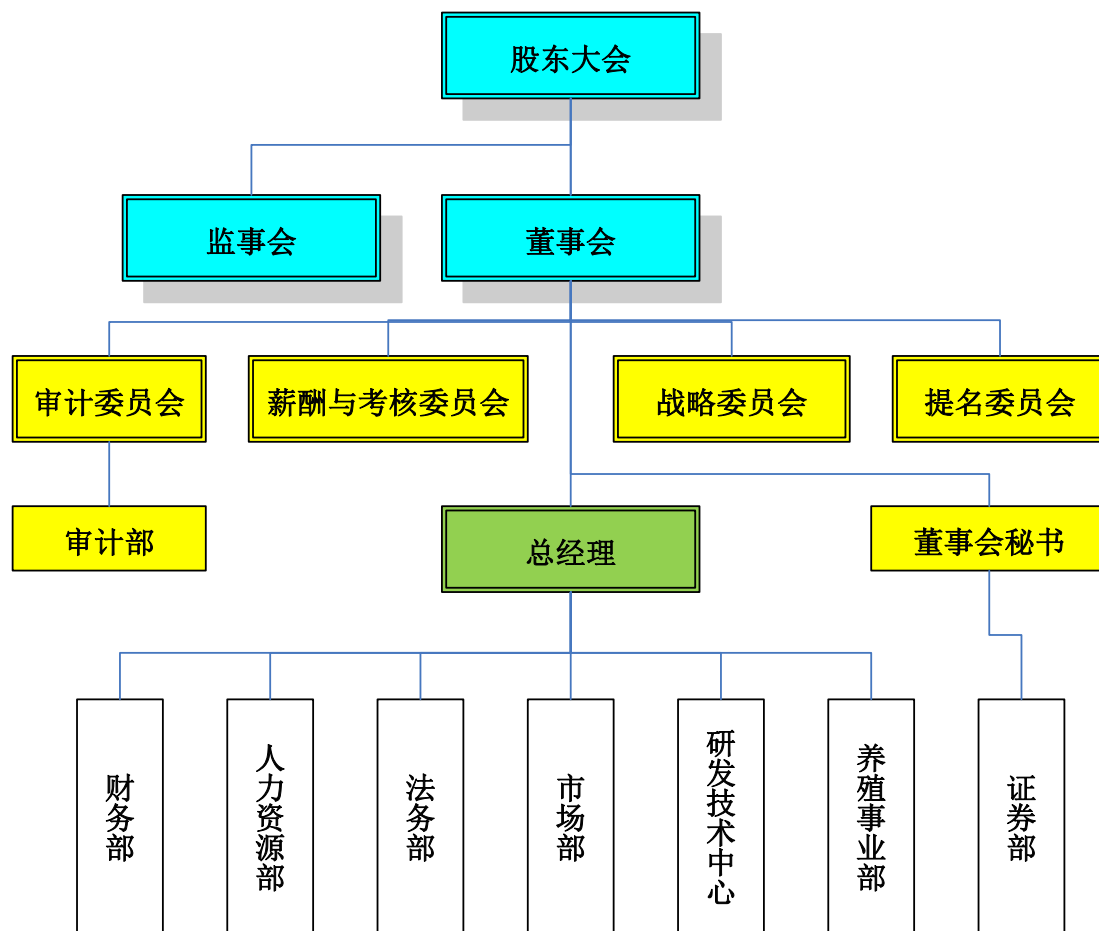 股东大会
监事会
董事会
审计委员会
薪酬与考核委员会
战略委员会
提名委员会
审计部
总经理
董事会秘书
财务部
人力资源部
法务部
市场部
研发技术中心
养殖事业部
证券部